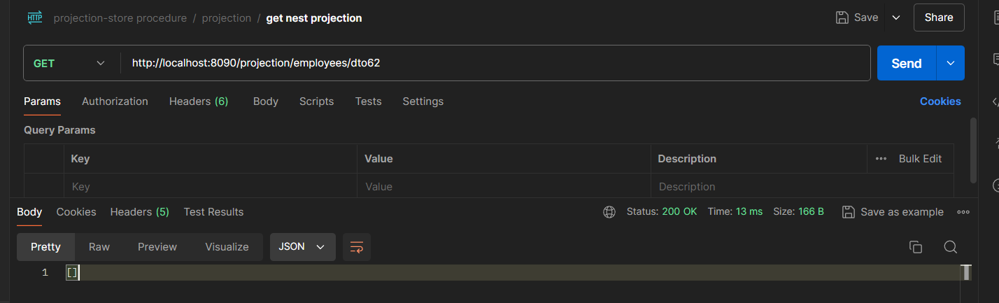 HTTP projection-store procedure / projection / get nest projection Save Share
GET http://localhost:8090/projection/employees/dto62 Send
Params Authorization Headers (6) Body Scripts Tests Settings Cookies
Query Params
Key Value Description Bulk Edit
Key Value Description
Body Cookies Headers (5) Test Results Status: 200 OK Time: 13 ms Size: 166 B Save as example
Pretty Raw Preview Visualize JSON
1 []